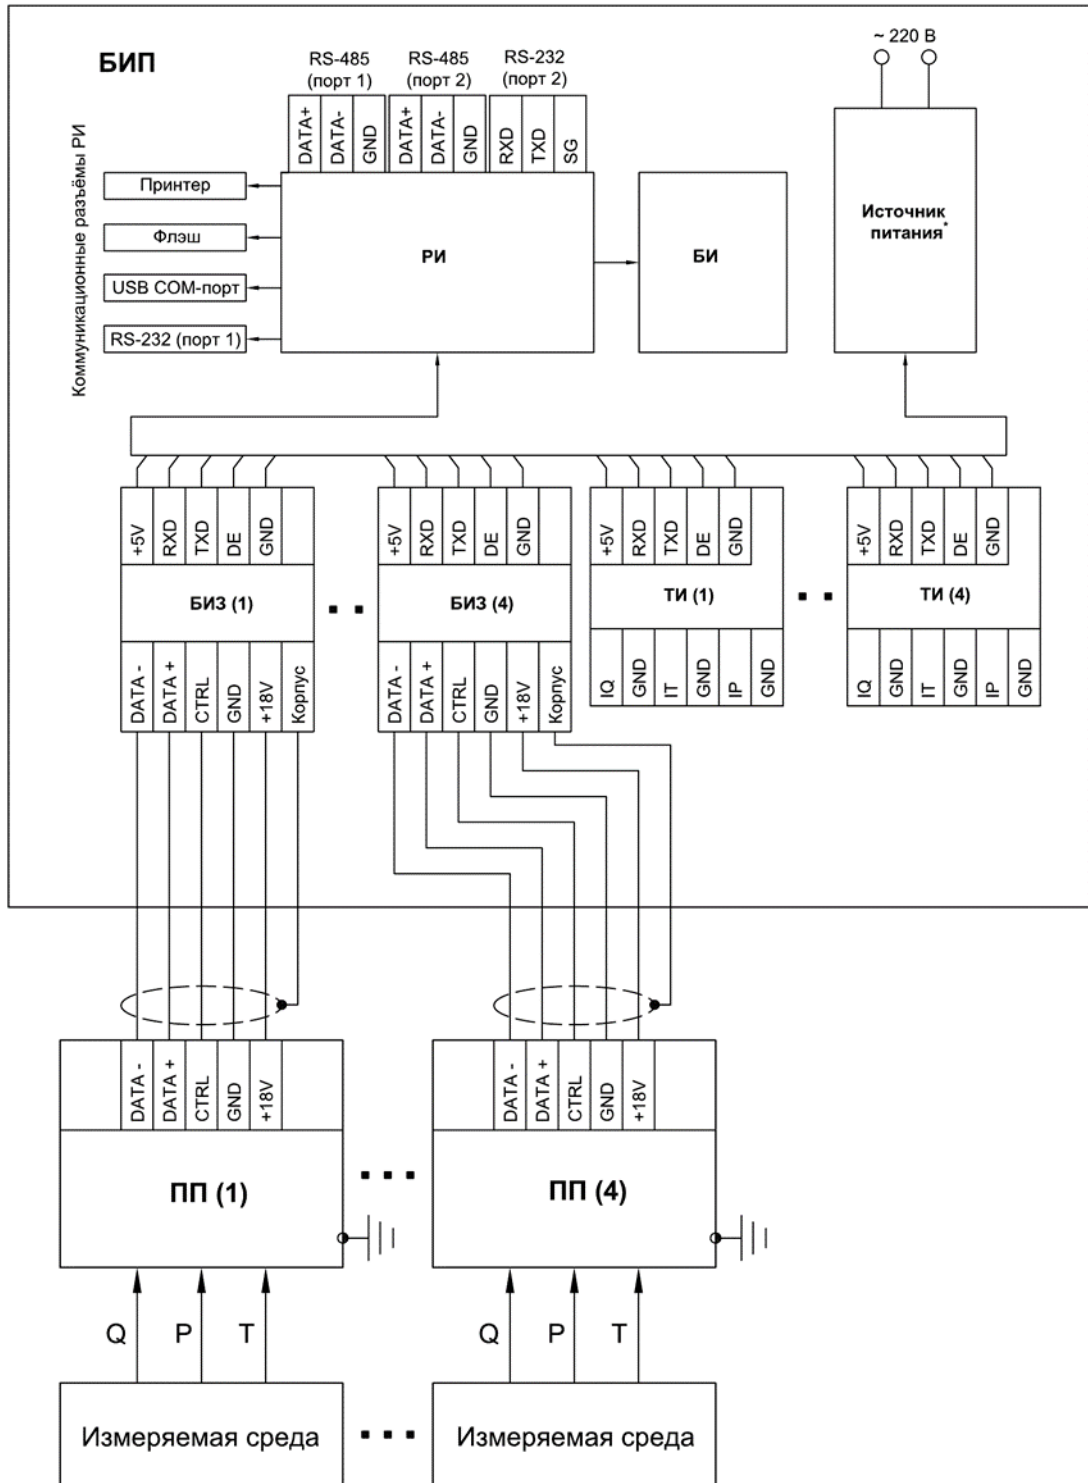 ~ 220 В
БИП
RS-485 (порт 1)
RS-485 (порт 2)
RS-232 (порт 2)
DATA+ DATA- GND DATA+ DATA- GND RXD TXD SG
Коммуникационные разъёмы РИ
Принтер
Флэш
USB COM-порт
RS-232 (порт 1)
РИ
БИ
Источник
питания*
+5V RXD TXD DE GND
+5V RXD TXD DE GND
+5V RXD TXD DE GND
+5V RXD TXD DE GND
БИЗ (1)
БИЗ (4)
ТИ (1)
ТИ (4)
DATA - DATA + CTRL GND +18V Корпус
DATA - DATA + CTRL GND +18V Корпус
IQ GND IT GND IP GND
IQ GND IT GND IP GND
DATA - DATA + CTRL GND +18V
DATA - DATA + CTRL GND +18V
ПП (1)
ПП (4)
Q P T
Q P T
Измеряемая среда
Измеряемая среда